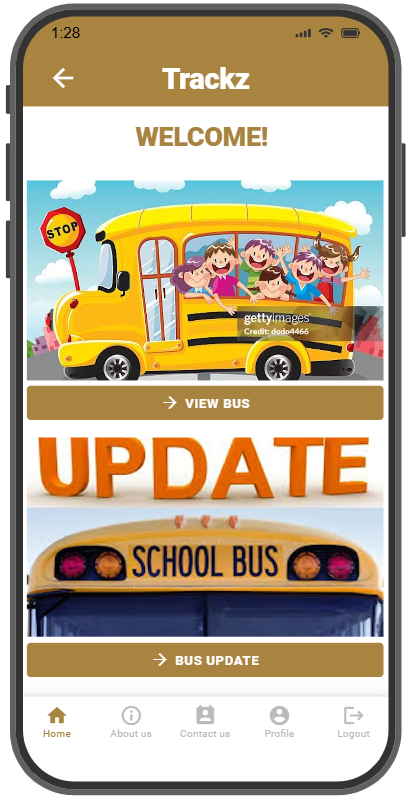 1:28
Trackz
WELCOME!
STOP
gettyimages
Credit: dodo4466
VIEW BUS
UPDATE
SCHOOL BUS
BUS UPDATE
Home
About us
Contact us
Profile
Logout